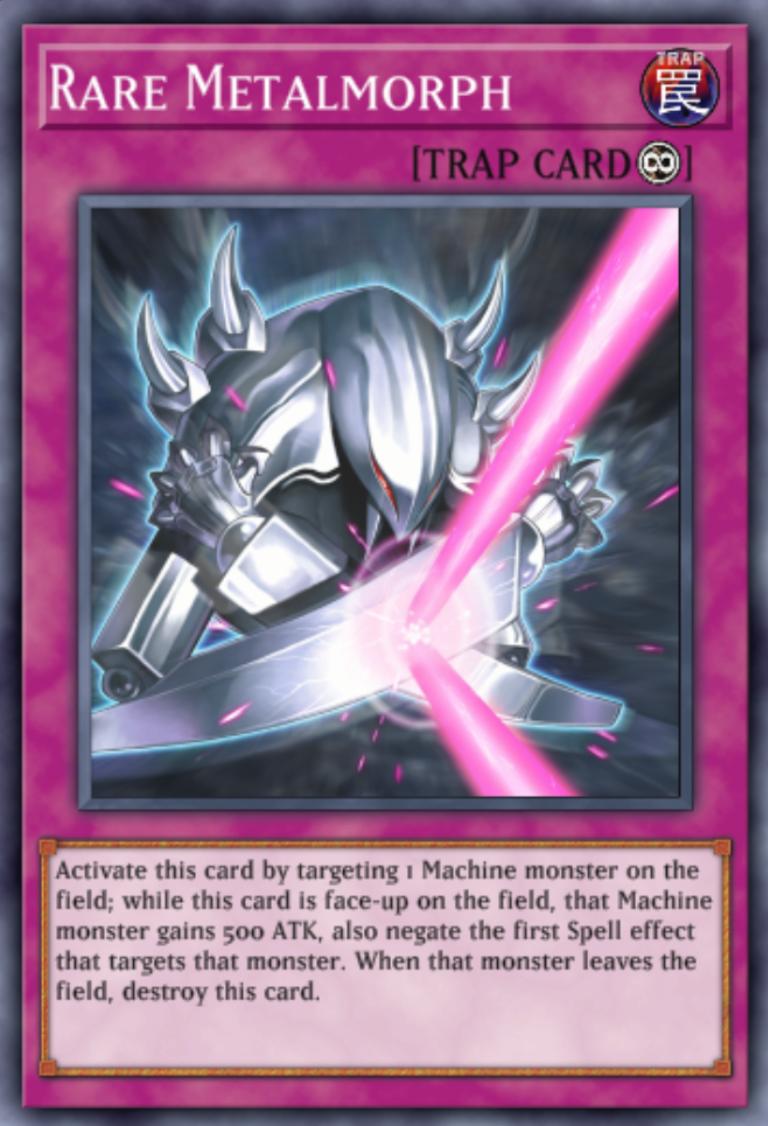 RARE METALMORPH
TRAP
罠
[TRAP CARD∞]
Activate this card by targeting 1 Machine monster on the
field; while this card is face-up on the field, that Machine
monster gains 500 ATK, also negate the first Spell effect
that targets that monster. When that monster leaves the
field, destroy this card.